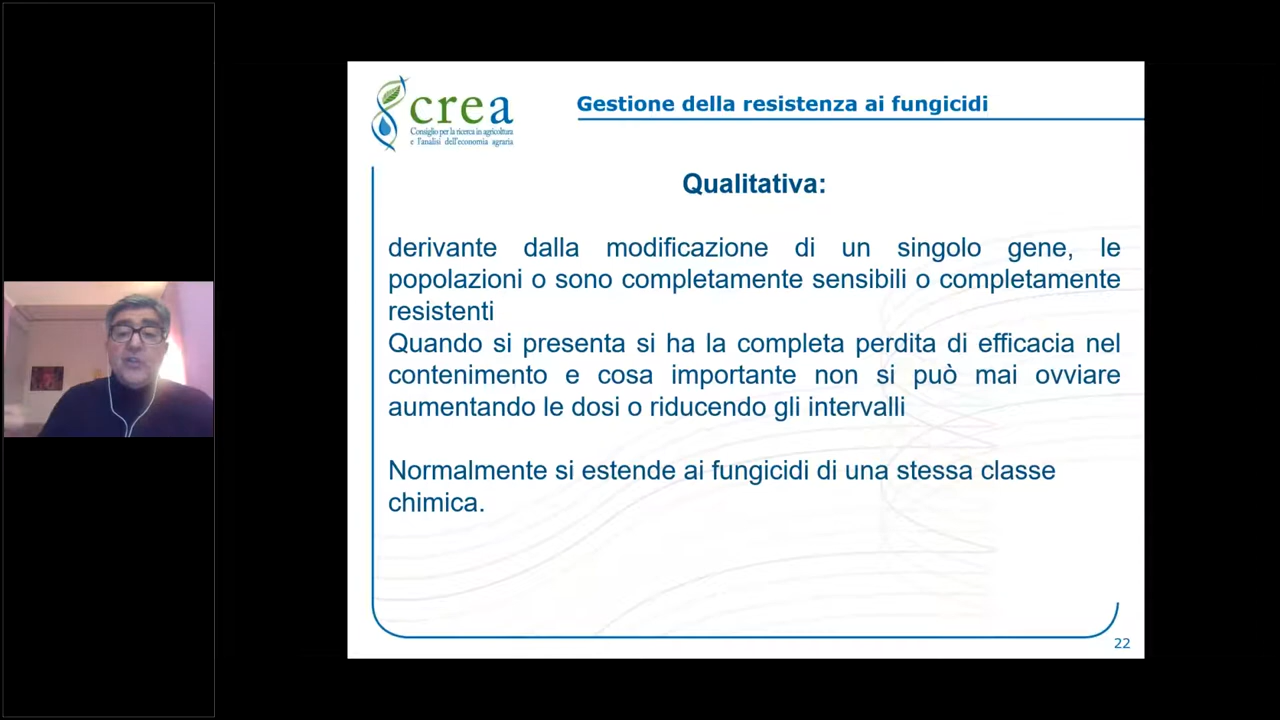 crea
Consiglio per la ricerca in agricoltura
e l'analisi dell'economia agraria
Gestione della resistenza ai fungicidi
Qualitativa:
derivante dalla modificazione di un singolo gene, le
popolazioni o sono completamente sensibili o completamente
resistenti
Quando si presenta si ha la completa perdita di efficacia nel
contenimento e cosa importante non si può mai ovviare
aumentando le dosi o riducendo gli intervalli
Normalmente si estende ai fungicidi di una stessa classe
chimica.
22